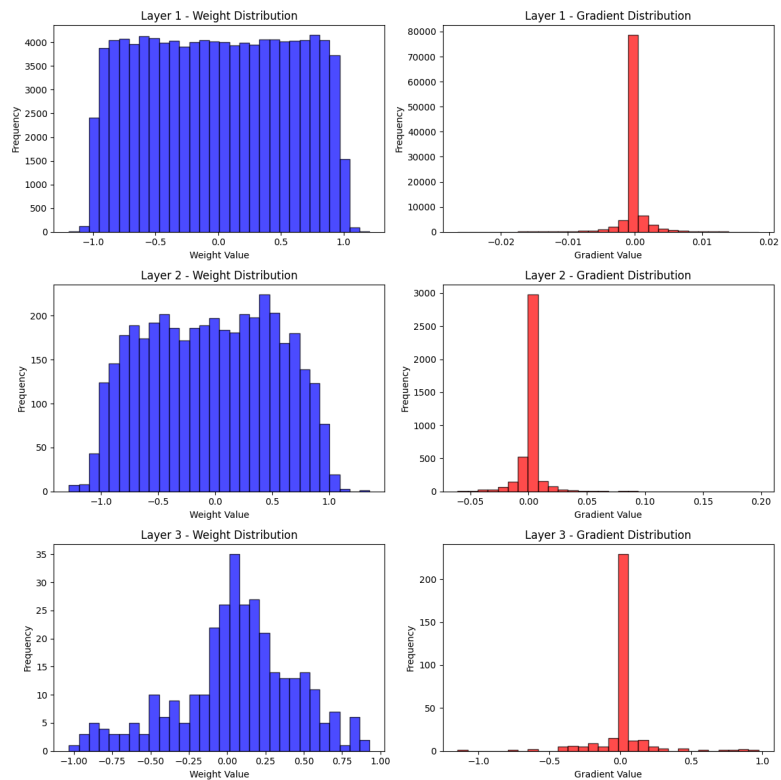 Layer 1 - Weight Distribution
4000
3500
3000
2500
2000
1500
1000
500
0
Frequency
−1.0 −0.5 0.0 0.5 1.0
Weight Value
Layer 1 - Gradient Distribution
80000
70000
60000
50000
40000
30000
20000
10000
0
Frequency
−0.02 −0.01 0.00 0.01 0.02
Gradient Value
Layer 2 - Weight Distribution
200
150
100
50
0
Frequency
−1.0 −0.5 0.0 0.5 1.0
Weight Value
Layer 2 - Gradient Distribution
3000
2500
2000
1500
1000
500
0
Frequency
−0.05 0.00 0.05 0.10 0.15 0.20
Gradient Value
Layer 3 - Weight Distribution
35
30
25
20
15
10
5
0
Frequency
−1.00 −0.75 −0.50 −0.25 0.00 0.25 0.50 0.75 1.00
Weight Value
Layer 3 - Gradient Distribution
200
150
100
50
0
Frequency
−1.0 −0.5 0.0 0.5 1.0
Gradient Value